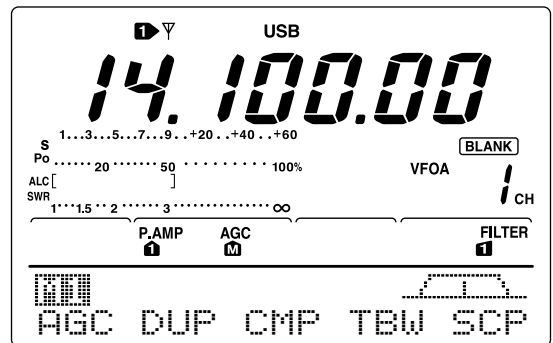 1 USB
14.100.00
S 1...3...5...7...9..+20..+40..+60
Po ······20······50············100%
BLANK
VFOA 1 CH
ALC [ ]
SWR 1····1.5··2·····3············∞
P.AMP AGC FILTER
1 M 1
M1
AGC DUP CMP TBW SCP